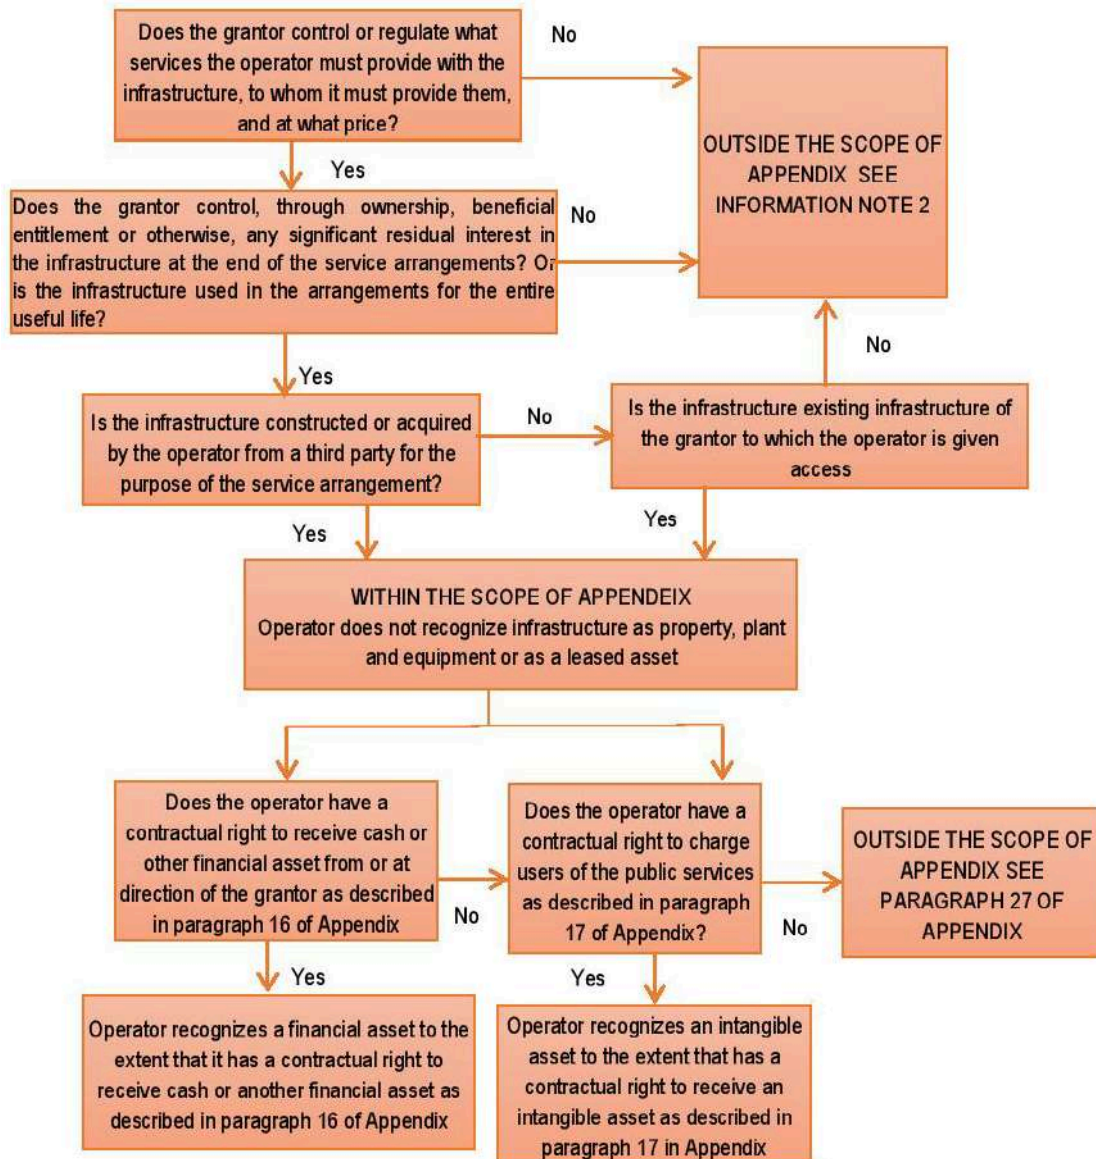 Does the grantor control or regulate what
services the operator must provide with the
infrastructure, to whom it must provide them,
and at what price?
No
OUTSIDE THE SCOPE OF
APPENDIX SEE
INFORMATION NOTE 2
Yes
Does the grantor control, through ownership, beneficial
entitlement or otherwise, any significant residual interest in
the infrastructure at the end of the service arrangements? Or
is the infrastructure used in the arrangements for the entire
useful life?
No
Yes
No
Is the infrastructure constructed or acquired
by the operator from a third party for the
purpose of the service arrangement?
No
Is the infrastructure existing infrastructure of
the grantor to which the operator is given
access
Yes
Yes
WITHIN THE SCOPE OF APPENDEIX
Operator does not recognize infrastructure as property, plant
and equipment or as a leased asset
Does the operator have a
contractual right to receive cash or
other financial asset from or at
direction of the grantor as described
in paragraph 16 of Appendix
No
Does the operator have a
contractual right to charge
users of the public services
as described in paragraph
17 of Appendix?
No
OUTSIDE THE SCOPE OF
APPENDIX SEE
PARAGRAPH 27 OF
APPENDIX
Yes
Yes
Operator recognizes a financial asset to the
extent that it has a contractual right to
receive cash or another financial asset as
described in paragraph 16 of Appendix
Operator recognizes an intangible
asset to the extent that has a
contractual right to receive an
intangible asset as described in
paragraph 17 in Appendix